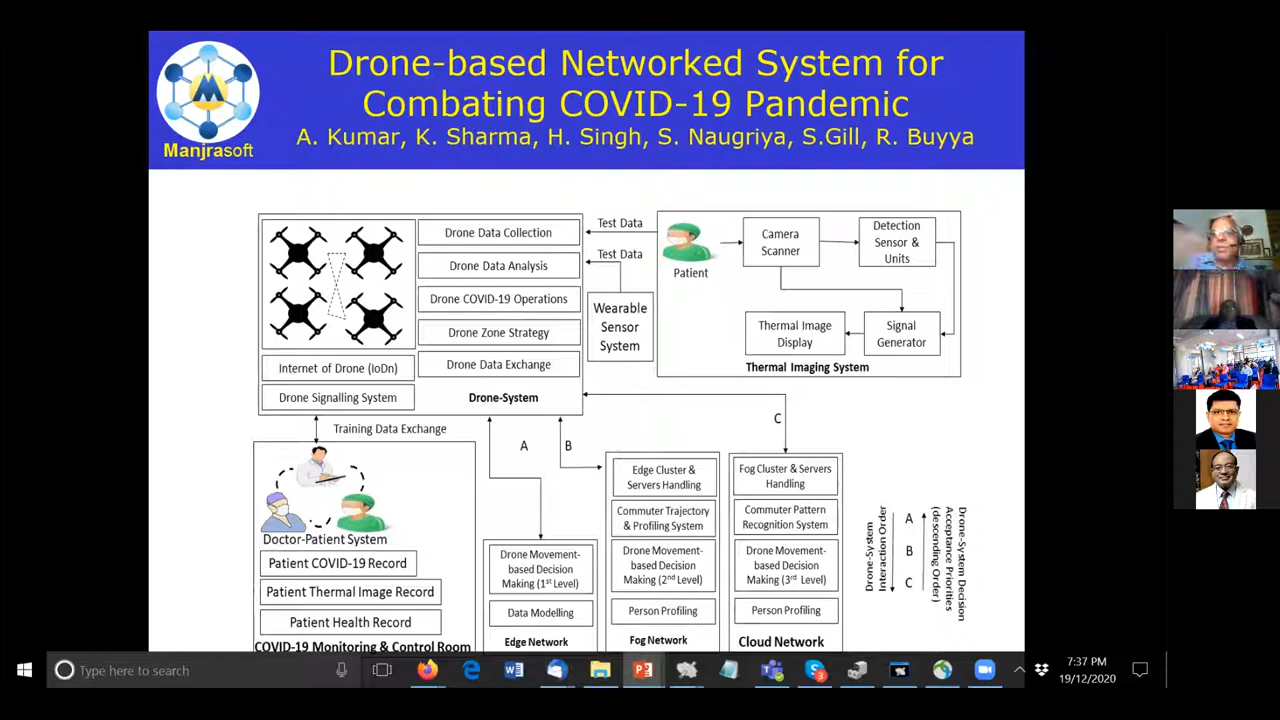 Drone-based Networked System for
Combating COVID-19 Pandemic
A. Kumar, K. Sharma, H. Singh, S. Naugriya, S.Gill, R. Buyya
Manjrasoft
Drone Data Collection
Drone Data Analysis
Drone COVID-19 Operations
Drone Zone Strategy
Drone Data Exchange
Internet of Drone (IoDn)
Drone Signalling System
Drone-System
Test Data
Test Data
Wearable
Sensor
System
Patient
Camera
Scanner
Detection
Sensor &
Units
Thermal Image
Display
Signal
Generator
Thermal Imaging System
Training Data Exchange
A
B
C
Doctor-Patient System
Patient COVID-19 Record
Patient Thermal Image Record
Patient Health Record
COVID-19 Monitoring & Control Room
Drone Movement-
based Decision
Making (1st Level)
Data Modelling
Edge Network
Edge Cluster &
Servers Handling
Commuter Trajectory
& Profiling System
Drone Movement-
based Decision
Making (2nd Level)
Person Profiling
Fog Network
Fog Cluster & Servers
Handling
Commuter Pattern
Recognition System
Drone Movement-
based Decision
Making (3rd Level)
Person Profiling
Cloud Network
Drone-System
Interaction Order
A
B
C
Drone-System Decision
Acceptance Priorities
(descending Order)
Type here to search
7:37 PM
19/12/2020